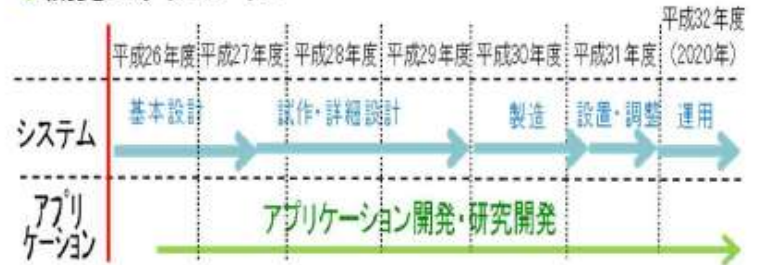 平成26年度 平成27年度 平成28年度 平成29年度 平成30年度 平成31年度 平成32年度
(2020年)
システム 基本設計 試作・詳細設計 製造 設置・調整 運用
アプリ
ケーション
アプリケーション開発・研究開発